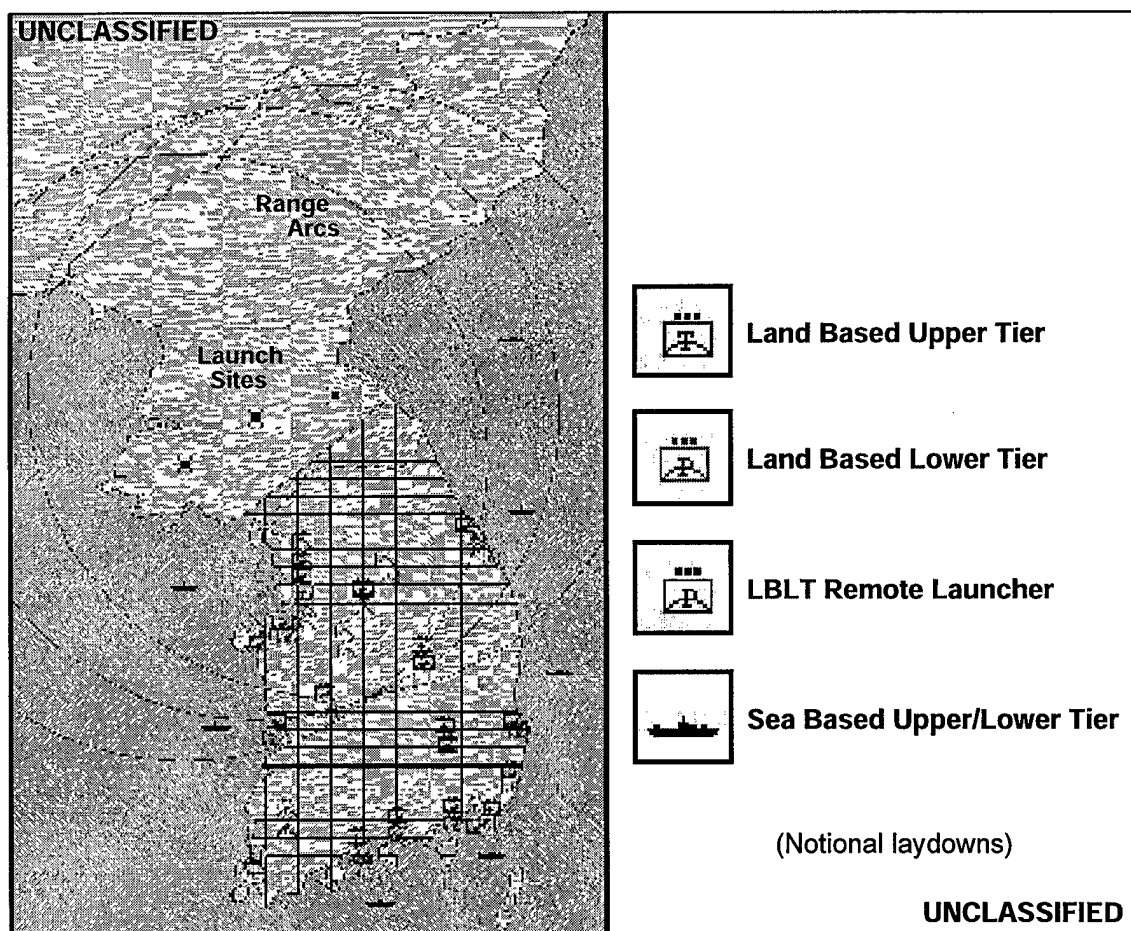 UNCLASSIFIED
Range
Arcs
Launch
Sites
T
Land Based Upper Tier
P
Land Based Lower Tier
P
LBLT Remote Launcher
Sea Based Upper/Lower Tier
(Notional laydowns)
UNCLASSIFIED